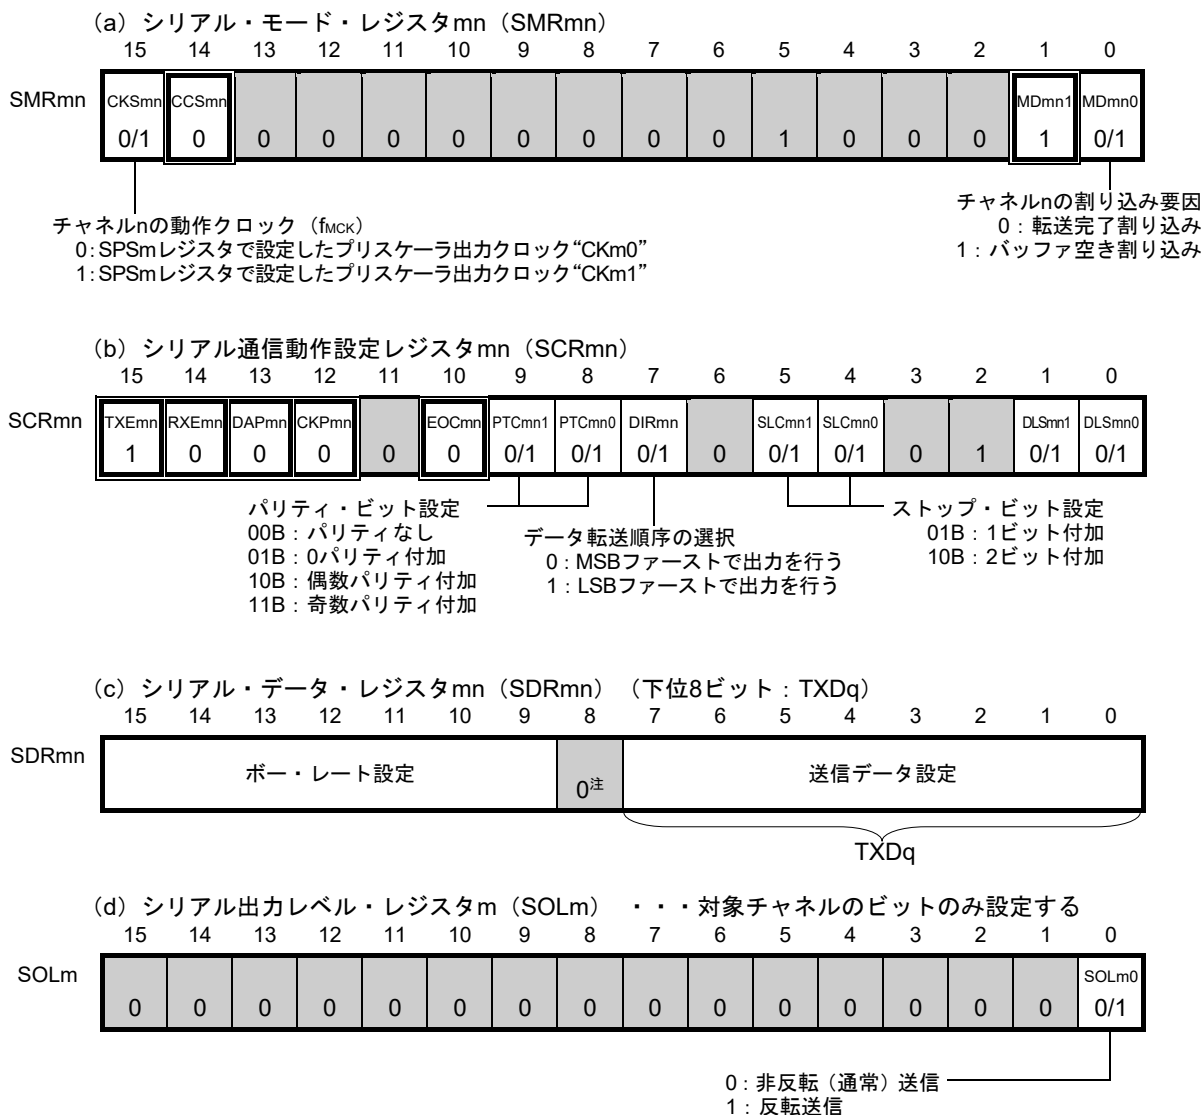 (a) シリアル・モード・レジスタmn（SMRmn）
15 14 13 12 11 10 9 8 7 6 5 4 3 2 1 0
SMRmn
CKSmn CCSmn MDmn1 MDmn0
0/1 0 0 0 0 0 0 0 0 0 1 0 0 0 1 0/1
チャネルnの動作クロック（fMCK）
0：SPSmレジスタで設定したプリスケーラ出力クロック“CKm0”
1：SPSmレジスタで設定したプリスケーラ出力クロック“CKm1”
チャネルnの割り込み要因
0：転送完了割り込み
1：バッファ空き割り込み
(b) シリアル通信動作設定レジスタmn（SCRmn）
15 14 13 12 11 10 9 8 7 6 5 4 3 2 1 0
SCRmn
TXEmn RXEmn DAPmn CKPmn EOCmn PTCmn1 PTCmn0 DIRmn SLCmn1 SLCmn0 DLSmn1 DLSmn0
1 0 0 0 0 0 0/1 0/1 0/1 0 0/1 0/1 0 1 0/1 0/1
パリティ・ビット設定
00B：パリティなし
01B：0パリティ付加
10B：偶数パリティ付加
11B：奇数パリティ付加
データ転送順序の選択
0：MSBファーストで出力を行う
1：LSBファーストで出力を行う
ストップ・ビット設定
01B：1ビット付加
10B：2ビット付加
(c) シリアル・データ・レジスタmn（SDRmn）（下位8ビット：TXDq）
15 14 13 12 11 10 9 8 7 6 5 4 3 2 1 0
SDRmn
ボー・レート設定 0注 送信データ設定
TXDq
(d) シリアル出力レベル・レジスタm（SOLm） ・・・対象チャネルのビットのみ設定する
15 14 13 12 11 10 9 8 7 6 5 4 3 2 1 0
SOLm
SOLm0
0 0 0 0 0 0 0 0 0 0 0 0 0 0 0 0/1
0：非反転（通常）送信
1：反転送信